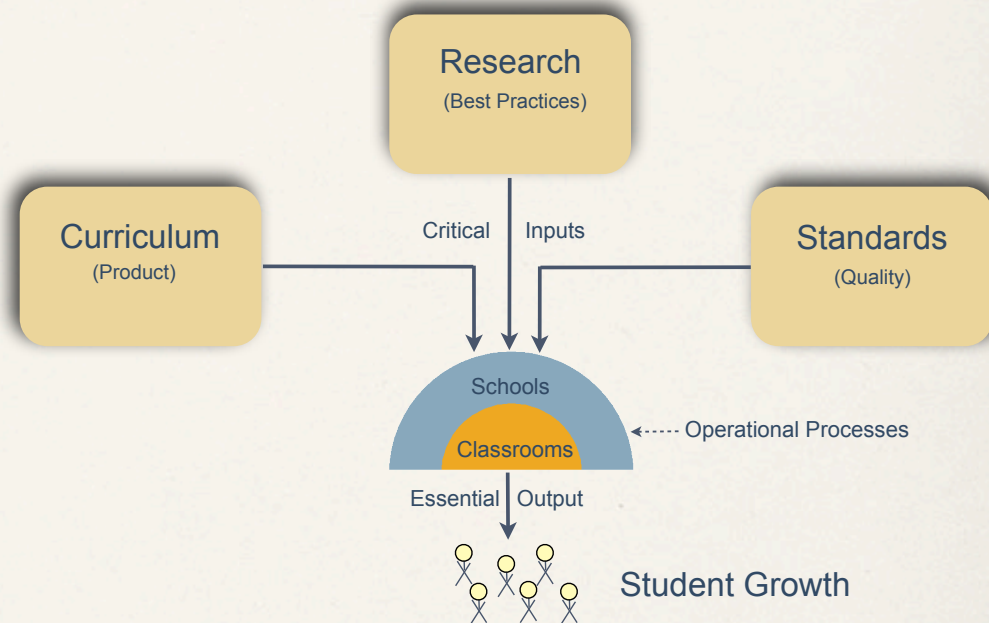 Research
(Best Practices)
Curriculum
(Product)
Standards
(Quality)
Critical Inputs
Schools
Classrooms
Operational Processes
Essential Output
Student Growth